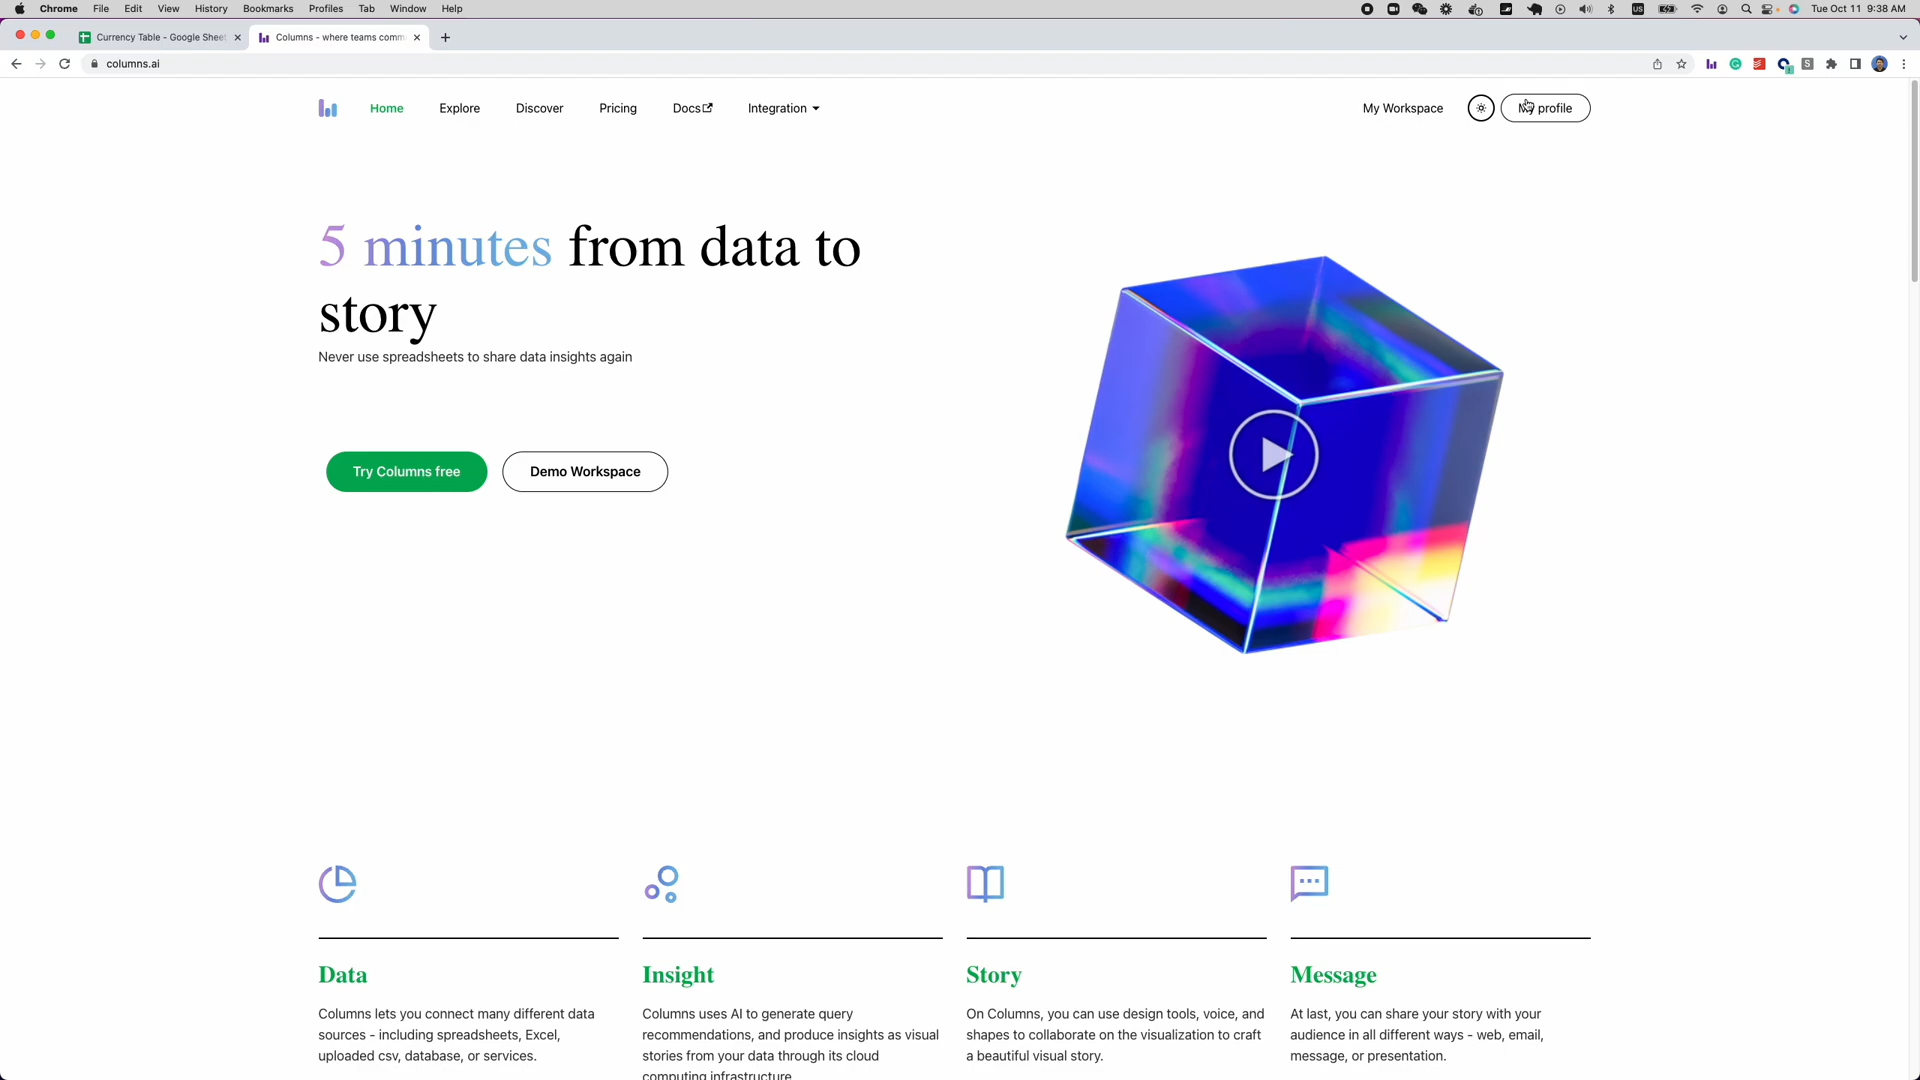 Chrome File Edit View History Bookmarks Profiles Tab Window Help
US
Tue Oct 11 9:38 AM
Currency Table - Google Sheet
Columns - where teams comm
columns.ai
Home Explore Discover Pricing Docs Integration
My Workspace My profile
5 minutes from data to
story
Never use spreadsheets to share data insights again
Try Columns free Demo Workspace
Data
Columns lets you connect many different data
sources - including spreadsheets, Excel,
uploaded csv, database, or services.
Insight
Columns uses AI to generate query
recommendations, and produce insights as visual
stories from your data through its cloud
computing infrastructure
Story
On Columns, you can use design tools, voice, and
shapes to collaborate on the visualization to craft
a beautiful visual story.
Message
At last, you can share your story with your
audience in all different ways - web, email,
message, or presentation.